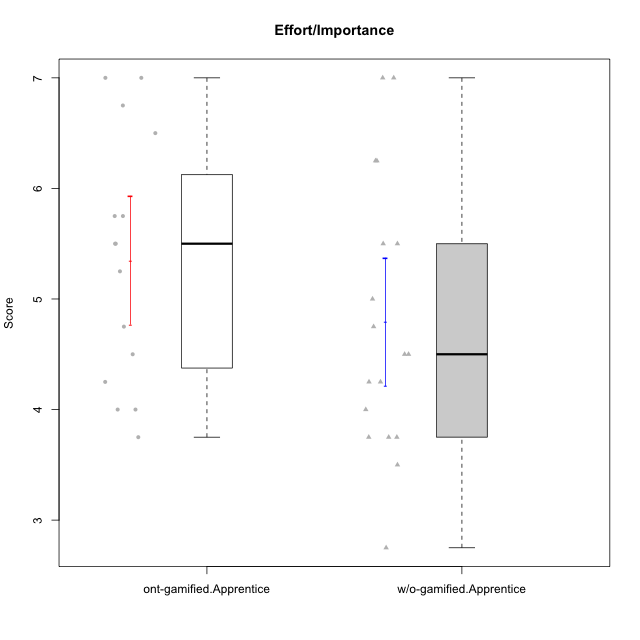 Effort/Importance
7
6
5
4
3
Score
ont-gamified.Apprentice
w/o-gamified.Apprentice